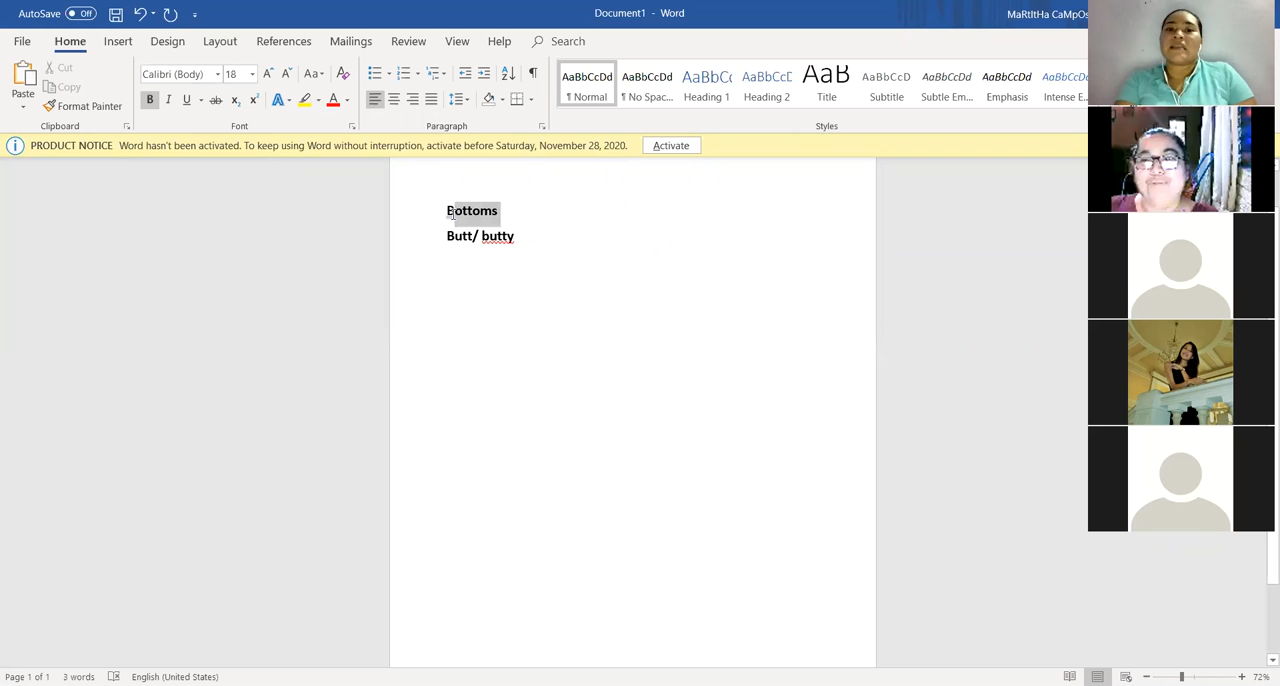 AutoSave Off
Document1 - Word
MaRtItHa CaMpOs
File Home Insert Design Layout References Mailings Review View Help Search
Paste
Cut
Copy
Format Painter
Clipboard
Calibri (Body) 18
Font
Paragraph
AaBbCcDd AaBbCcDd AaBbCc AaBbCcD AaB AaBbCcD AaBbCcDd AaBbCcDd AaBbCcDd
¶ Normal ¶ No Spac... Heading 1 Heading 2 Title Subtitle Subtle Em... Emphasis Intense E...
Styles
PRODUCT NOTICE Word hasn't been activated. To keep using Word without interruption, activate before Saturday, November 28, 2020. Activate
Bottoms
Butt/ butty
Page 1 of 1 3 words English (United States) 72%